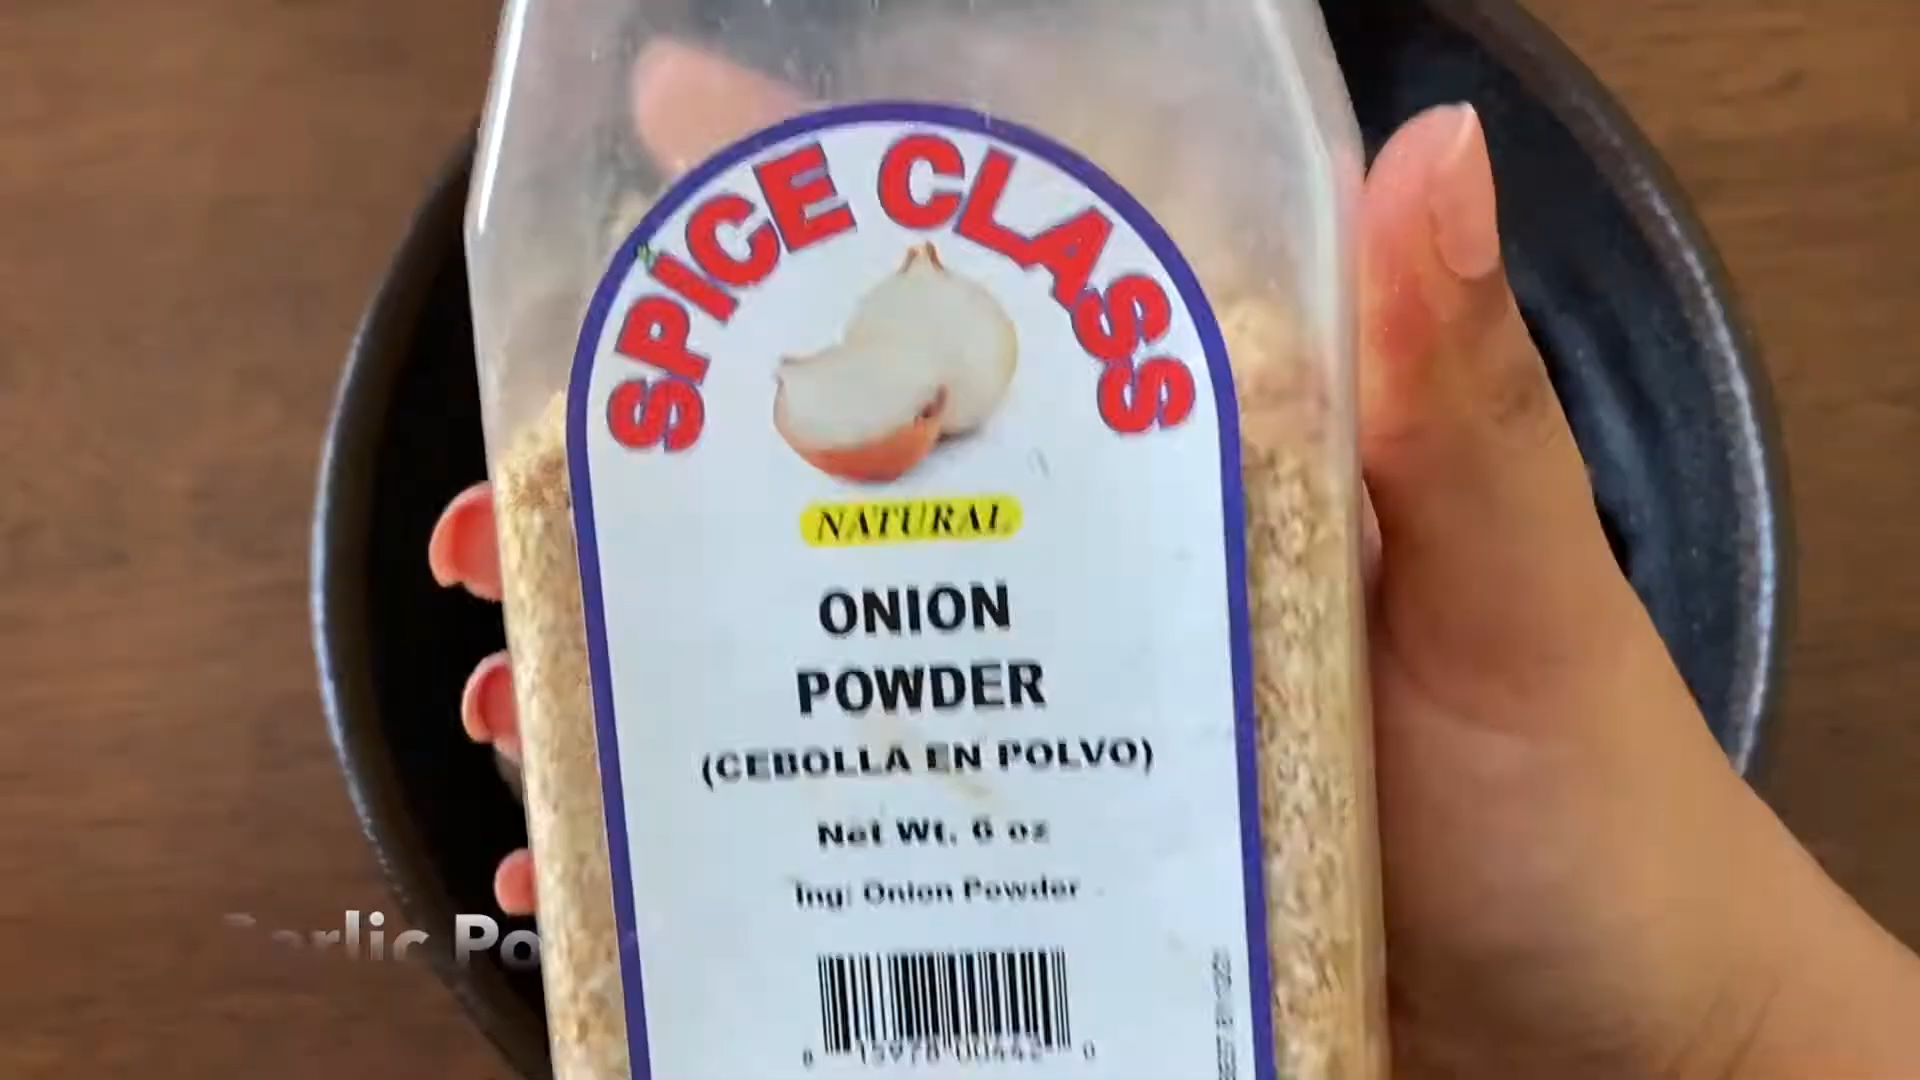 SPICE CLASS
NATURAL
ONION
POWDER
(CEBOLLA EN POLVO)
Net Wt. 6 oz
Ing: Onion Powder